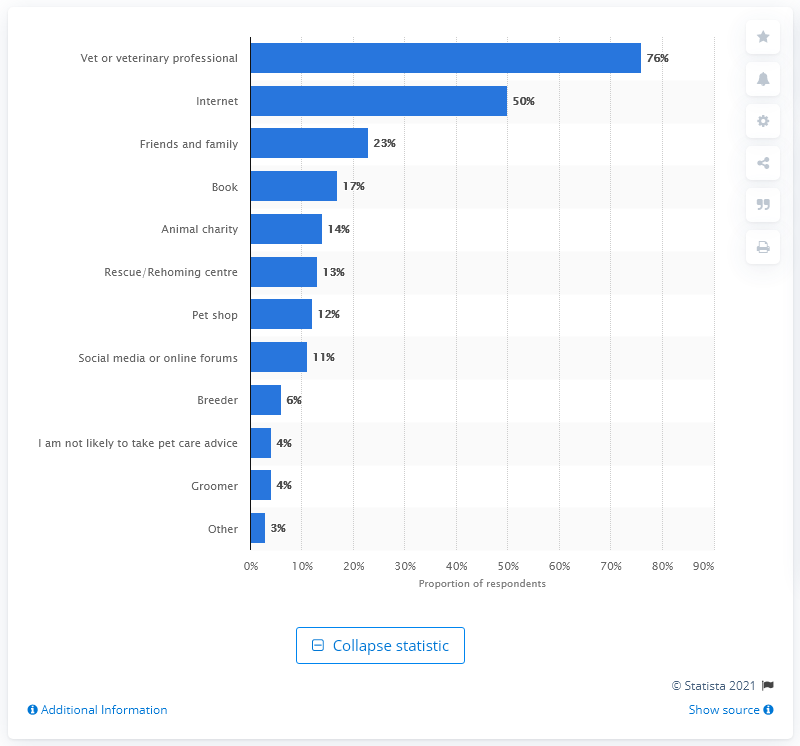 Vet or veterinary professional 76%
Internet 50%
Friends and family 23%
Book 17%
Animal charity 14%
Rescue/Rehoming centre 13%
Pet shop 12%
Social media or online forums 11%
Breeder 6%
I am not likely to take pet care advice 4%
Groomer 4%
Other 3%
0% 10% 20% 30% 40% 50% 60% 70% 80% 90%
Proportion of respondents
Collapse statistic
© Statista 2021
Additional Information
Show source